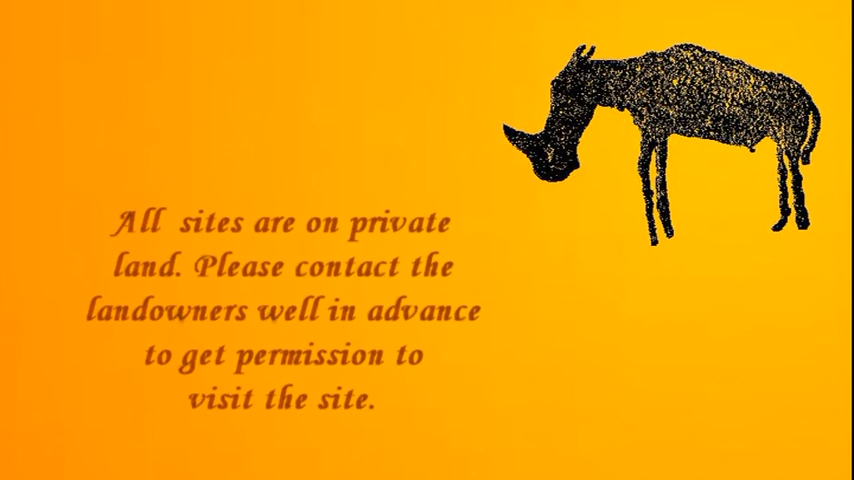 All sites are on private
land. Please contact the
landowners well in advance
to get permission to
visit the site.